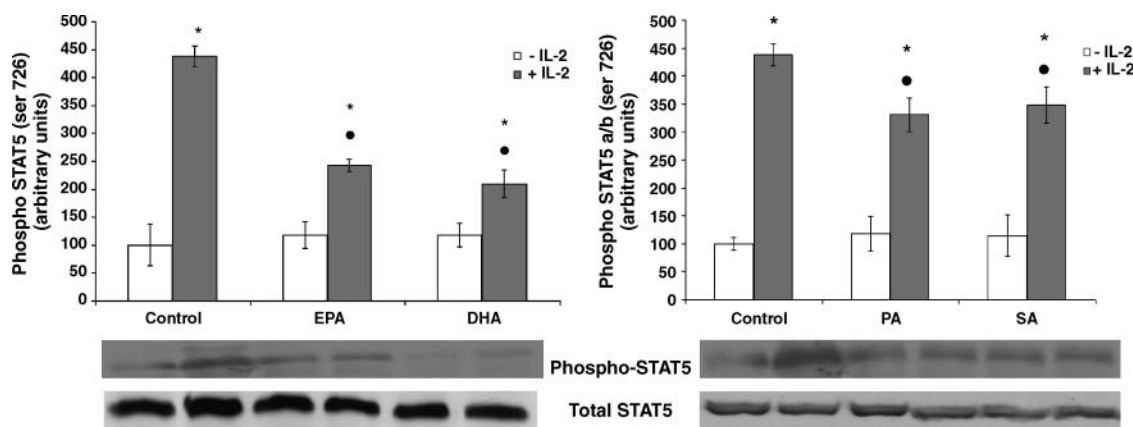 Phospho STAT5 (ser 726)
(arbitrary units)
500
450
400
350
300
250
200
150
100
50
0
*
*
●
*
●
- IL-2
+ IL-2
Control EPA DHA
Phospho STAT5 a/b (ser 726)
(arbitrary units)
500
450
400
350
300
250
200
150
100
50
0
*
*
●
*
●
- IL-2
+ IL-2
Control PA SA
Phospho-STAT5
Total STAT5